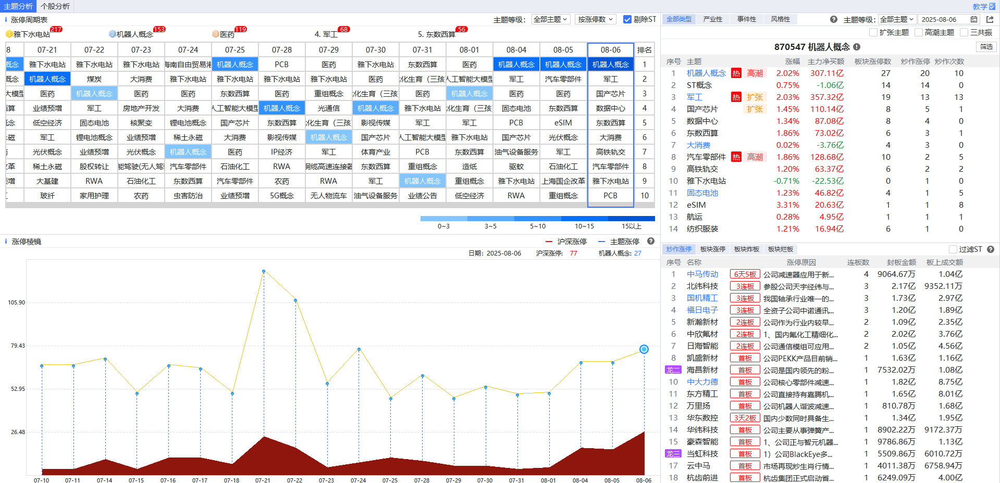 主题分析 个股分析 教学
涨停周期表 主题等级: 全部主题 按涨停数 剔除ST
1 雅下水电站 217 2 机器人概念 153 3 医药 119 4. 军工 68 5. 东数西算 56
8 07-21 07-22 07-23 07-24 07-25 07-28 07-29 07-30 07-31 08-01 08-04 08-05 08-06 排名
概念 雅下水电站 雅下水电站 雅下水电站 海南自由贸易港 机器人概念 PCB 医药 雅下水电站 东数西算 医药 机器人概念 机器人概念 机器人概念 1
概念 机器人概念 煤炭 大消费 雅下水电站 雅下水电站 雅下水电站 雅下水电站 医药 化生育（三孩 人工智能大模型 军工 汽车零部件 军工 2
大模型 医药 机器人概念 医药 医药 东数西算 医药 重组概念 化生育（三孩 医药 机器人概念 医药 医药 国产芯片 3
算 业绩预增 军工 房地产开发 大消费 人工智能大模型 机器人概念 光通信 机器人概念 雅下水电站 化生育（三孩 固态电池 东数西算 数据中心 4
念 低空经济 固态电池 核聚变 锂电池概念 国产芯片 东数西算 化生育（三孩 影视传媒 军工 军工 PCB eSIM 东数西算 5
磁 军工 锂电池概念 业绩预增 稀土永磁 大消费 影视传媒 机器人概念 国产芯片 人工智能大模型 雅下水电站 国产芯片 光伏概念 大消费 6
光伏概念 业绩预增 光伏概念 机器人概念 医药 IP经济 军工 体育产业 PCB 东数西算 油气设备服务 军工 高铁轨交 7
革 稀土永磁 股权转让 能驾驶(无人驾 汽车零部件 石油化工 RWA 铜缆高速连接器 东数西算 重组概念 造纸 驱蚊 石油化工 汽车零部件 8
增 大基建 RWA 石油化工 东数西算 汽车零部件 农药 RWA 军工 机器人概念 重组概念 雅下水电站 上海国企改革 雅下水电站 9
玻纤 家用护理 农药 虫害防治 业绩预增 5G概念 无人物流车 油气设备服务 业绩公告 低空经济 RWA 重组概念 PCB 10
0~3 3~5 5~10 10~15 15以上
涨停棱镜 沪深涨停 主题涨停
日期: 2025-08-06 沪深涨停: 77 机器人概念: 27
105.90
79.43
52.95
26.48
07-10 07-11 07-14 07-15 07-16 07-17 07-18 07-21 07-22 07-23 07-24 07-25 07-28 07-29 07-30 07-31 08-01 08-04 08-05 08-06
全部类型 产业性 事件性 风格性 主题等级: 全部主题 2025-08-06
扩张主题 高潮主题 三共振
870547 机器人概念 筛选
序号 主题 涨幅 主力净买额 板块涨停数 炒作涨停 炒作次数
1 机器人概念 热 高潮 2.02% 307.11亿 27 20 10
2 ST概念 0.75% -1.06亿 14 14 0
3 军工 热 扩张 2.03% 357.32亿 19 13 13
4 国产芯片 扩张 1.45% 110.14亿 8 5 1
5 数据中心 1.34% 87.08亿 8 4 0
6 东数西算 1.86% 73.02亿 6 3 1
7 大消费 0.02% -3.76亿 4 3 0
8 汽车零部件 热 高潮 1.86% 128.68亿 10 2 5
9 高铁轨交 1.20% 63.37亿 6 2 2
10 雅下水电站 -0.71% -22.53亿 0 1 0
11 固态电池 1.23% 46.82亿 4 1 5
12 eSIM 3.31% 20.63亿 1 1 8
13 航运 0.28% 4.95亿 1 1 1
14 纺织服装 1.21% 16.94亿 6 1 0
炒作涨停 板块涨停 板块炸板 板块烂板 过滤ST
序号 名称 涨停原因 连板数 封板金额 板上成交额
1 中马传动 6天5板 公司减速器应用于新... 4 9064.67万 1.04亿
2 北纬科技 3连板 参股公司天宇经纬与... 3 2.17亿 9352.11万
3 国机精工 3连板 我国轴承行业唯一的... 3 1.73亿 2.97亿
4 福日电子 3连板 全资子公司中诺通讯... 3 1.20亿 1.89亿
5 新瀚新材 2连板 公司作为行业内较早... 2 1.09亿 2.35亿
6 中欣氟材 2连板 1、国内氟化工精细化... 2 2.02亿 3.76亿
7 日海智能 2连板 公司通信模组可应用... 2 1.05亿 4.56亿
8 凯盛新材 首板 公司PEKK产品目前销... 1 1.63亿 1.16亿
龙二 海昌新材 首板 公司是国内领先的粉... 1 7532.02万 1.08亿
10 中大力德 首板 公司核心零部件减速... 1 1.82亿 8.75亿
11 东方精工 首板 公司直接持有嘉腾机... 1 1.65亿 8.01亿
12 万里扬 首板 公司机器人谐波减速... 1 810.78万 1.68亿
13 华东数控 3天2板 国内少数同时具备生... 1 1.34亿 1.95亿
14 华纬科技 首板 公司主要从事弹簧产... 1 8902.22万 9172.37万
15 豪森智能 首板 1、公司正与智元机器... 1 9786.86万 1.13亿
龙三 当虹科技 首板 1）公司BlackEye多... 1 5509.86万 6010.72万
17 云中马 首板 市场再现炒生肖行情... 1 4011.38万 6758.94万
18 杭齿前进 首板 杭齿集团正式启动省... 1 6249.09万 4.00亿